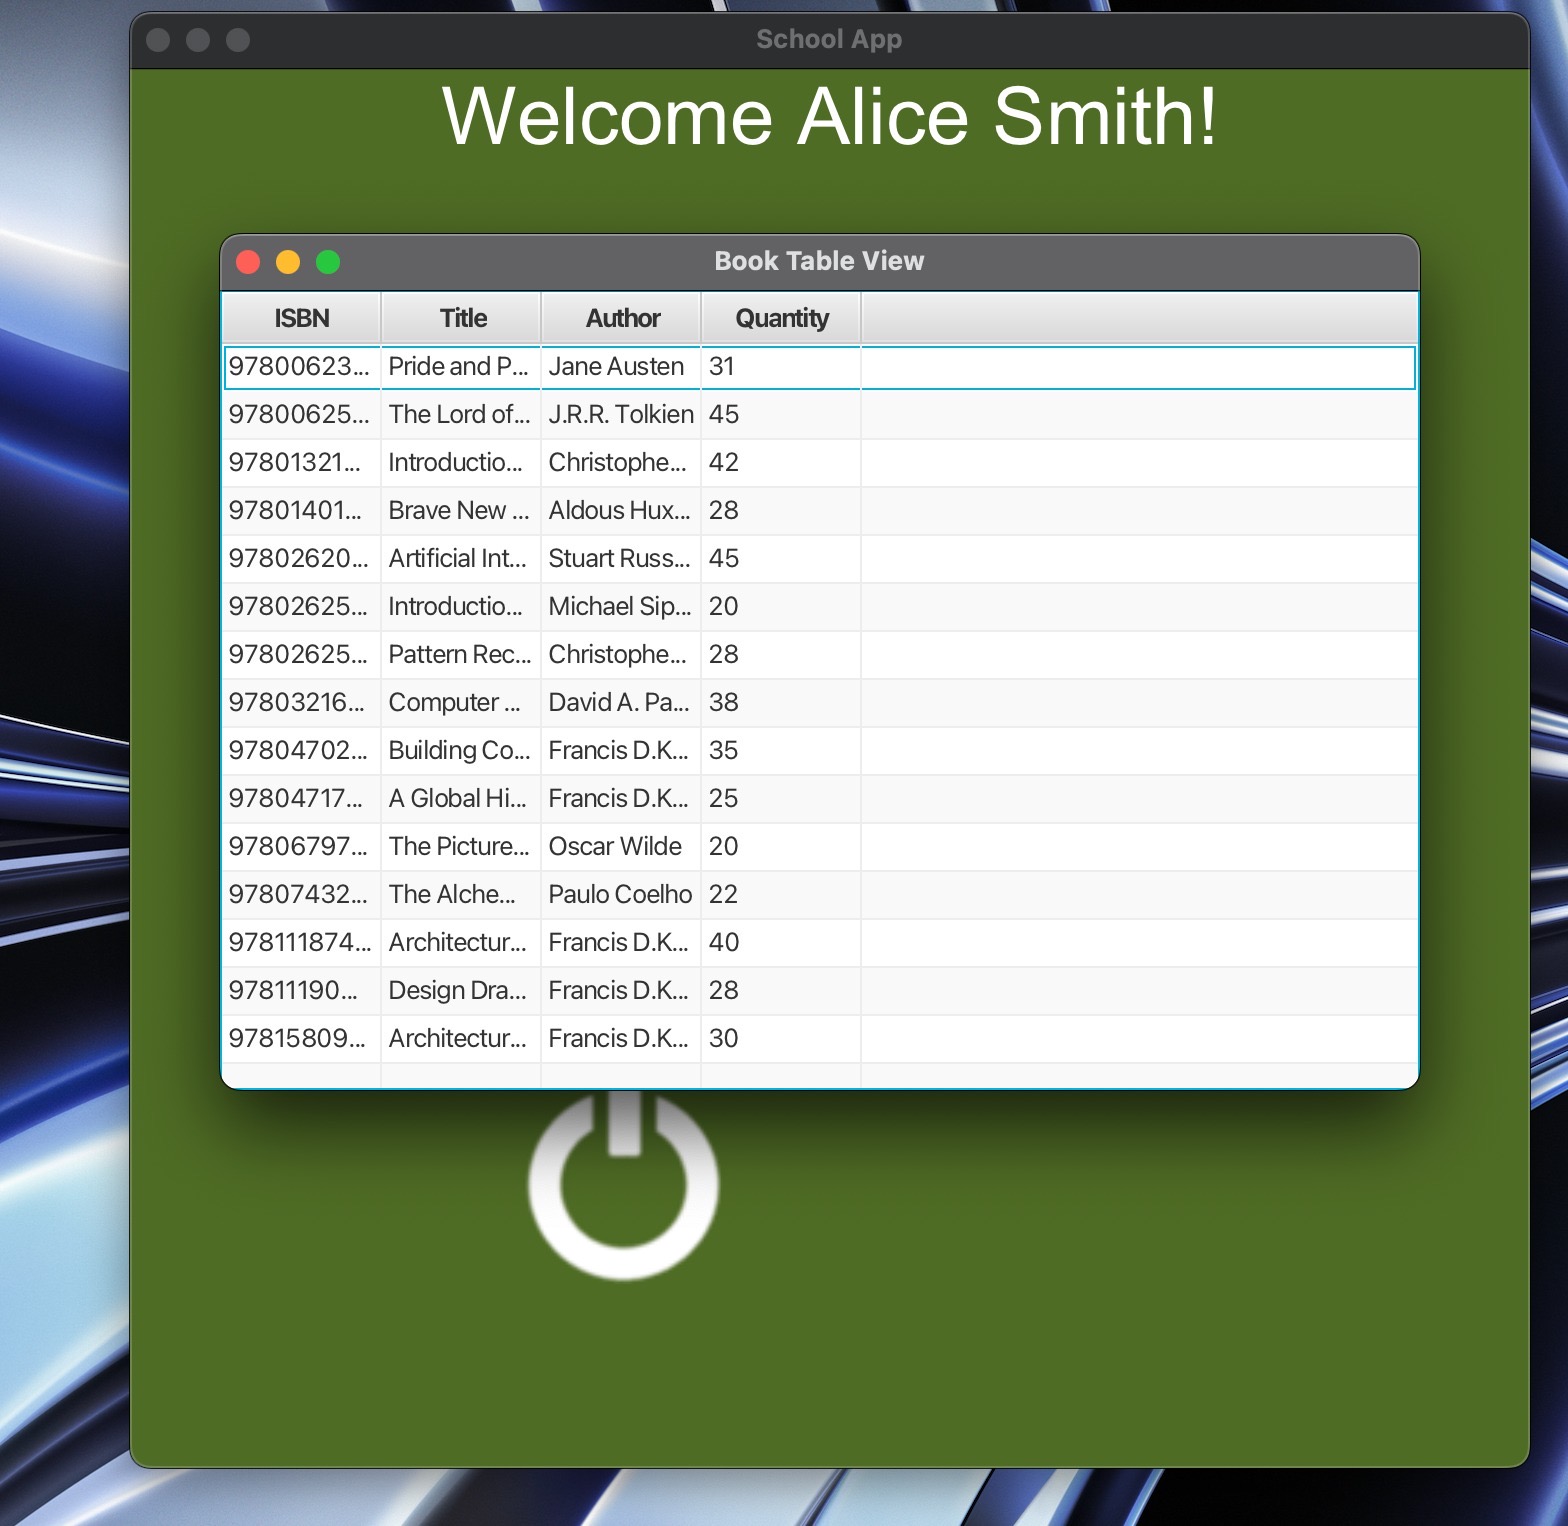 School App
Welcome Alice Smith!
Book Table View
ISBN Title Author Quantity
97800623... Pride and P... Jane Austen 31
97800625... The Lord of... J.R.R. Tolkien 45
97801321... Introductio... Christophe... 42
97801401... Brave New ... Aldous Hux... 28
97802620... Artificial Int... Stuart Russ... 45
97802625... Introductio... Michael Sip... 20
97802625... Pattern Rec... Christophe... 28
97803216... Computer ... David A. Pa... 38
97804702... Building Co... Francis D.K... 35
97804717... A Global Hi... Francis D.K... 25
97806797... The Picture... Oscar Wilde 20
97807432... The Alche... Paulo Coelho 22
978111874... Architectur... Francis D.K... 40
97811190... Design Dra... Francis D.K... 28
97815809... Architectur... Francis D.K... 30